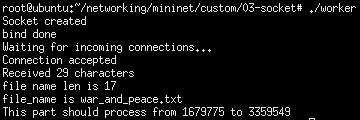 root@ubuntu:~/networking/mininet/custom/03-socket# ./worker
Socket created
bind done
Waiting for incoming connections...
Connection accepted
Received 29 characters
file name len is 17
file_name is war_and_peace.txt
This part should process from 1679775 to 3359549